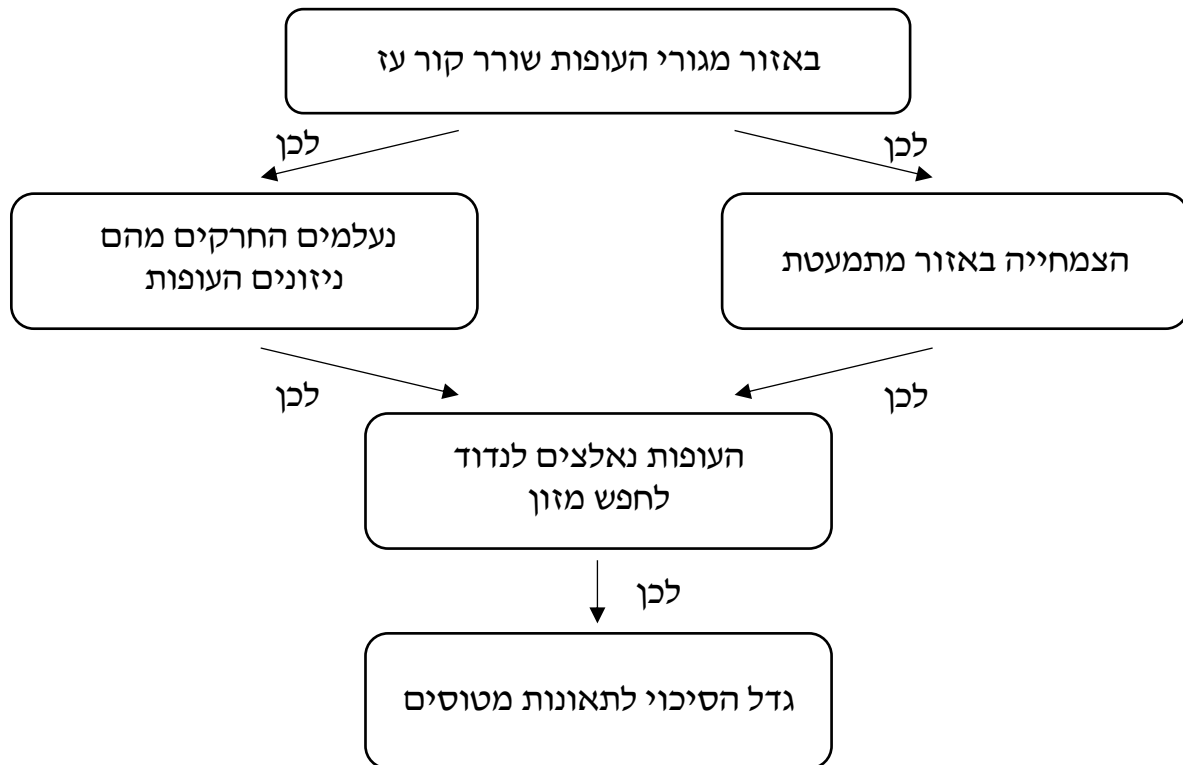 באזור מגורי העופות שורר קור עז
לכן
לכן
הצמחייה באזור מתמעטת
נעלמים החרקים מהם
ניזונים העופות
לכן
לכן
העופות נאלצים לנדוד
לחפש מזון
לכן
גדל הסיכוי לתאונות מטוסים